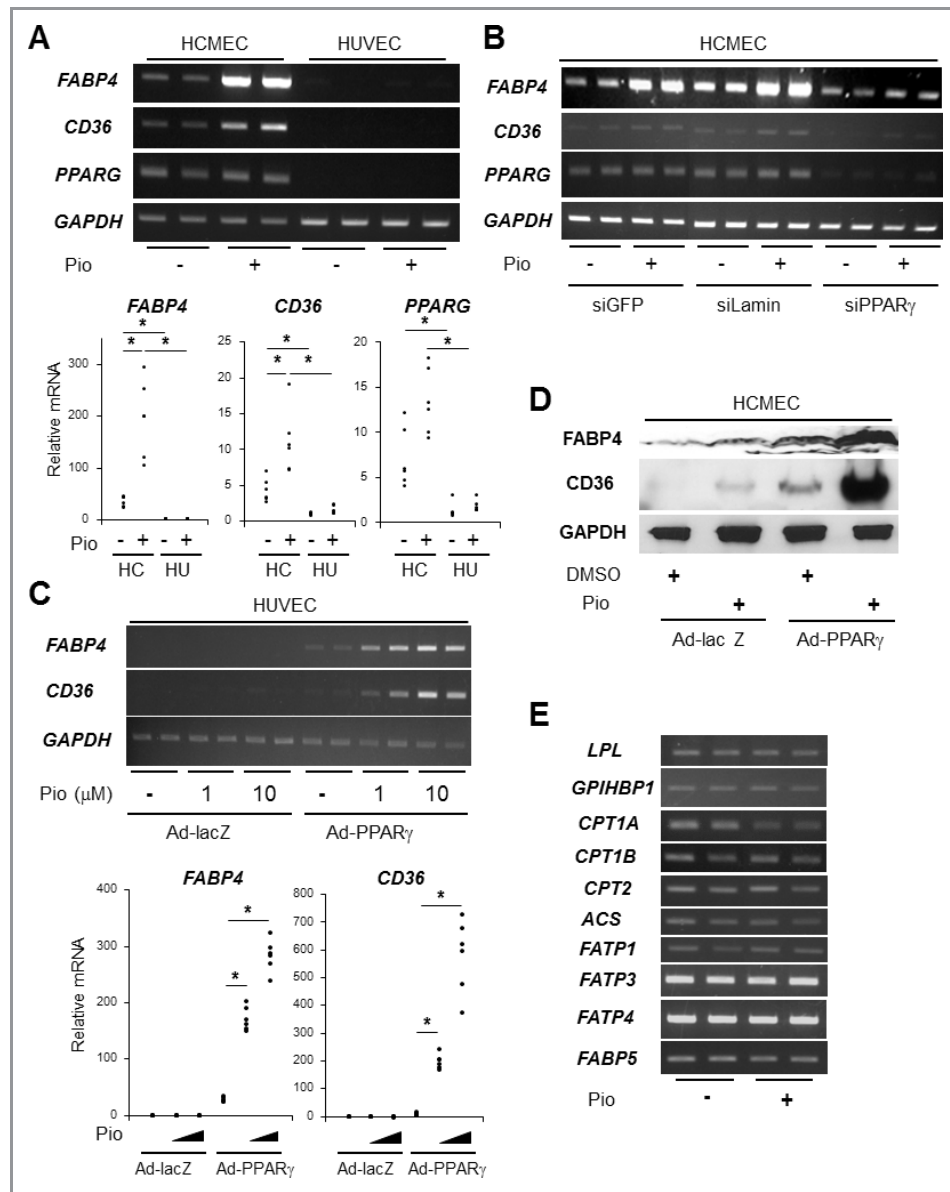 A
HCMEC HUVEC
FABP4
CD36
PPARG
GAPDH
Pio - + - +
FABP4 CD36 PPARG
Relative mRNA
300
200
100
0
25
20
15
10
5
0
20
15
10
5
0
* * *
* * *
* *
Pio - + - + - + - + - + - +
HC HU HC HU HC HU
B
HCMEC
FABP4
CD36
PPARG
GAPDH
Pio - + - + - +
siGFP siLamin siPPARγ
C
HUVEC
FABP4
CD36
GAPDH
Pio (μM) - 1 10 - 1 10
Ad-lacZ Ad-PPARγ
FABP4 CD36
Relative mRNA
400
300
200
100
0
800
700
600
500
400
300
200
100
0
* *
* *
Pio
Ad-lacZ Ad-PPARγ Ad-lacZ Ad-PPARγ
D
HCMEC
FABP4
CD36
GAPDH
DMSO + +
Pio + +
Ad-lac Z Ad-PPARγ
E
LPL
GPIHBP1
CPT1A
CPT1B
CPT2
ACS
FATP1
FATP3
FATP4
FABP5
Pio - +